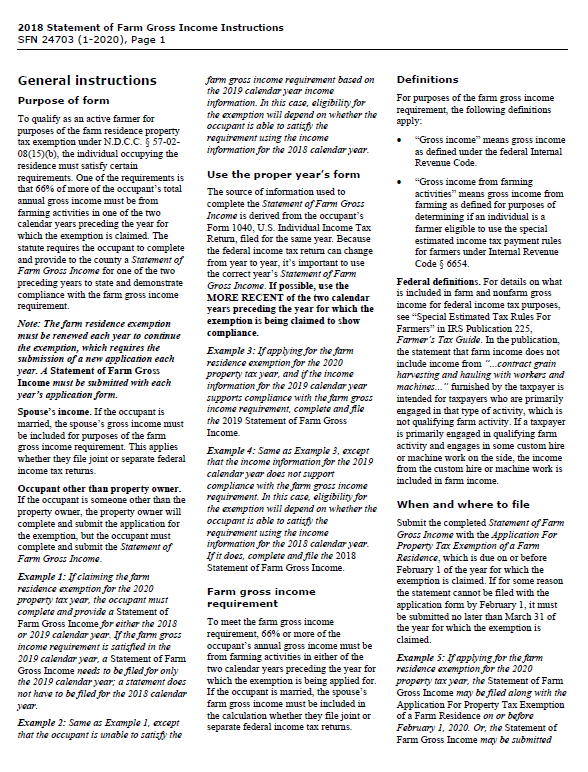 2018 Statement of Farm Gross Income Instructions
SFN 24703 (1-2020), Page 1
General instructions
Purpose of form
To qualify as an active farmer for
purposes of the farm residence property
tax exemption under N.D.C.C. § 57-02-
08(15)(b), the individual occupying the
residence must satisfy certain
requirements. One of the requirements is
that 66% of more of the occupant's total
annual gross income must be from
farming activities in one of the two
calendar years preceding the year for
which the exemption is claimed. The
statute requires the occupant to complete
and provide to the county a Statement of
Farm Gross Income for one of the two
preceding years to state and demonstrate
compliance with the farm gross income
requirement.
Note: The farm residence exemption
must be renewed each year to continue
the exemption, which requires the
submission of a new application each
year. A Statement of Farm Gross
Income must be submitted with each
year's application form.
Spouse's income. If the occupant is
married, the spouse's gross income must
be included for purposes of the farm
gross income requirement. This applies
whether they file joint or separate federal
income tax returns.
Occupant other than property owner.
If the occupant is someone other than the
property owner, the property owner will
complete and submit the application for
the exemption, but the occupant must
complete and submit the Statement of
Farm Gross Income.
Example 1: If claiming the farm
residence exemption for the 2020
property tax year, the occupant must
complete and provide a Statement of
Farm Gross Income for either the 2018
or 2019 calendar year. If the farm gross
income requirement is satisfied in the
2019 calendar year, a Statement of Farm
Gross Income needs to be filed for only
the 2019 calendar year; a statement does
not have to be filed for the 2018 calendar
year.
Example 2: Same as Example 1, except
that the occupant is unable to satisfy the
farm gross income requirement based on
the 2019 calendar year income
information. In this case, eligibility for
the exemption will depend on whether the
occupant is able to satisfy the
requirement using the income
information for the 2018 calendar year.
Use the proper year's form
The source of information used to
complete the Statement of Farm Gross
Income is derived from the occupant's
Form 1040, U.S. Individual Income Tax
Return, filed for the same year. Because
the federal income tax return can change
from year to year, it's important to use
the correct year's Statement of Farm
Gross Income. If possible, use the
MORE RECENT of the two calendar
years preceding the year for which the
exemption is being claimed to show
compliance.
Example 3: If applying for the farm
residence exemption for the 2020
property tax year, and if the income
information for the 2019 calendar year
supports compliance with the farm gross
income requirement, complete and file
the 2019 Statement of Farm Gross
Income.
Example 4: Same as Example 3, except
that the income information for the 2019
calendar year does not support
compliance with the farm gross income
requirement. In this case, eligibility for
the exemption will depend on whether the
occupant is able to satisfy the
requirement using the income
information for the 2018 calendar year.
If it does, complete and file the 2018
Statement of Farm Gross Income.
Farm gross income
requirement
To meet the farm gross income
requirement, 66% or more of the
occupant's annual gross income must be
from farming activities in either of the
two calendar years preceding the year for
which the exemption is being applied for.
If the occupant is married, the spouse's
farm gross income must be included in
the calculation whether they file joint or
separate federal income tax returns.
Definitions
For purposes of the farm gross income
requirement, the following definitions
apply:
• "Gross income" means gross income
as defined under the federal Internal
Revenue Code.
• "Gross income from farming
activities" means gross income from
farming as defined for purposes of
determining if an individual is a
farmer eligible to use the special
estimated income tax payment rules
for farmers under Internal Revenue
Code § 6654.
Federal definitions. For details on what
is included in farm and nonfarm gross
income for federal income tax purposes,
see "Special Estimated Tax Rules For
Farmers" in IRS Publication 225,
Farmer's Tax Guide. In the publication,
the statement that farm income does not
include income from "...contract grain
harvesting and hauling with workers and
machines..." furnished by the taxpayer is
intended for taxpayers who are primarily
engaged in that type of activity, which is
not qualifying farm activity. If a taxpayer
is primarily engaged in qualifying farm
activity and engages in some custom hire
or machine work on the side, the income
from the custom hire or machine work is
included in farm income.
When and where to file
Submit the completed Statement of Farm
Gross Income with the Application For
Property Tax Exemption of a Farm
Residence, which is due on or before
February 1 of the year for which the
exemption is claimed. If for some reason
the statement cannot be filed with the
application form by February 1, it must
be submitted no later than March 31 of
the year for which the exemption is
claimed.
Example 5: If applying for the farm
residence exemption for the 2020
property tax year, the Statement of Farm
Gross Income may be filed along with the
Application For Property Tax Exemption
of a Farm Residence on or before
February 1, 2020. Or, the Statement of
Farm Gross Income may be submitted